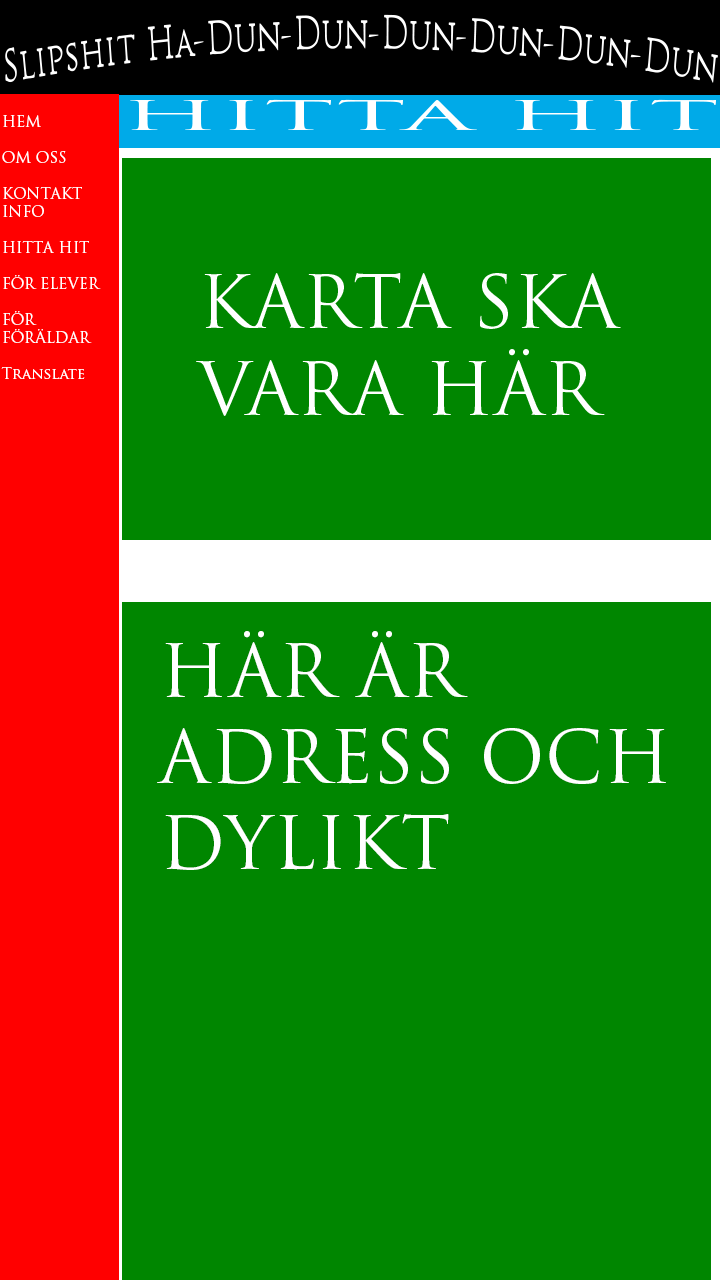 Slipshit Ha-Dun-Dun-Dun-Dun-Dun-Dun
HITTA HIT
HEM
OM OSS
KONTAKT
INFO
HITTA HIT
FÖR ELEVER
FÖR
FÖRÄLDAR
Translate
KARTA SKA
VARA HÄR
HÄR ÄR
ADRESS OCH
DYLIKT